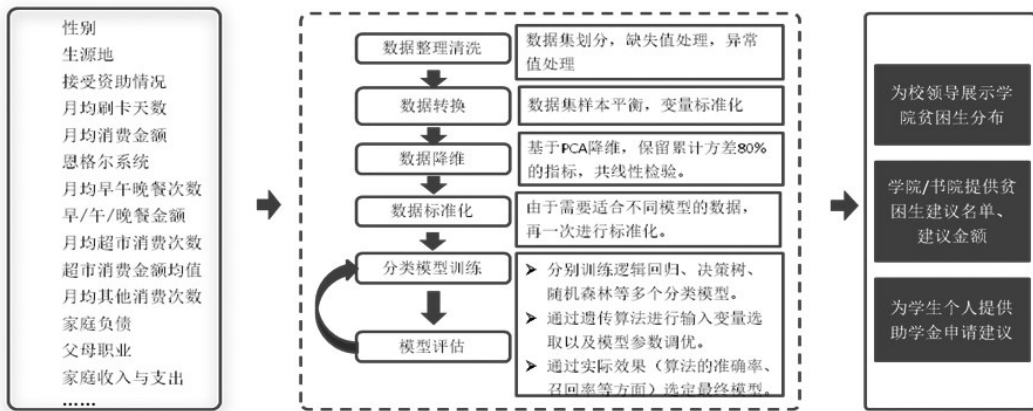 性别
生源地
接受资助情况
月均刷卡天数
月均消费金额
恩格尔系统
月均早午晚餐次数
早/午/晚餐金额
月均超市消费次数
超市消费金额均值
月均其他消费次数
家庭负债
父母职业
家庭收入与支出
……
数据整理清洗
数据集划分，缺失值处理，异常
值处理
数据转换
数据集样本平衡，变量标准化
数据降维
基于PCA降维，保留累计方差80%
的指标，共线性检验。
数据标准化
由于需要适合不同模型的数据，
再一次进行标准化。
分类模型训练
模型评估
➤ 分别训练逻辑回归、决策树、
随机森林等多个分类模型。
➤ 通过遗传算法进行输入变量选
取以及模型参数调优。
➤ 通过实际效果（算法的准确率、
召回率等方面）选定最终模型。
为校领导展示学
院贫困生分布
学院/书院提供贫
困生建议名单、
建议金额
为学生个人提供
助学金申请建议